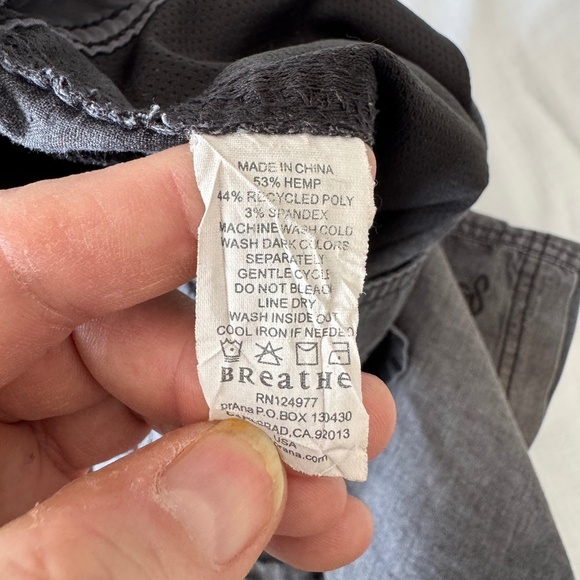 MADE IN CHINA
53% HEMP
44% RECYCLED POLY
3% SPANDEX
MACHINE WASH COLD
WASH DARK COLORS
SEPARATELY
GENTLE CYCLE
DO NOT BLEACH
LINE DRY
WASH INSIDE OUT
COOL IRON IF NEEDED
BReatHe
RN124977
prAna P.O. BOX 130430
CA, 92013
USA